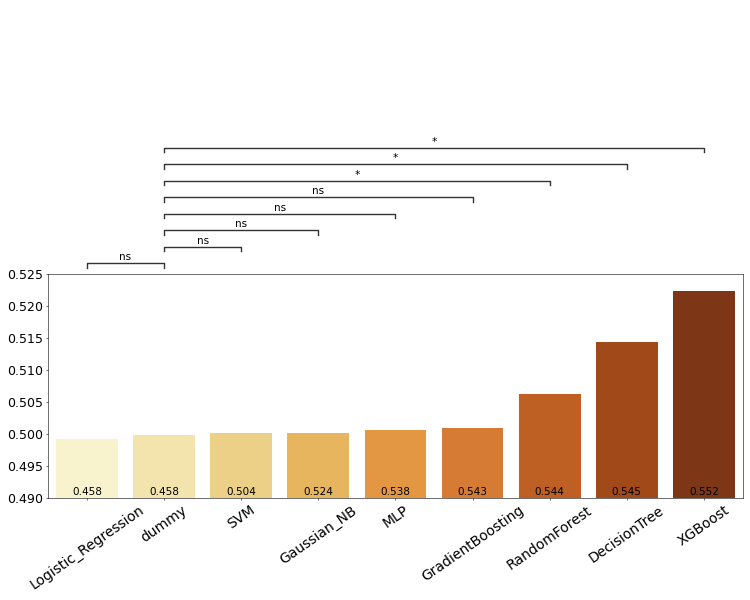 *
*
*
ns
ns
ns
ns
ns
0.525
0.520
0.515
0.510
0.505
0.500
0.495
0.490
0.458 0.458 0.504 0.524 0.538 0.543 0.544 0.545 0.552
Logistic_Regression
dummy
SVM
Gaussian_NB
MLP
GradientBoosting
RandomForest
DecisionTree
XGBoost